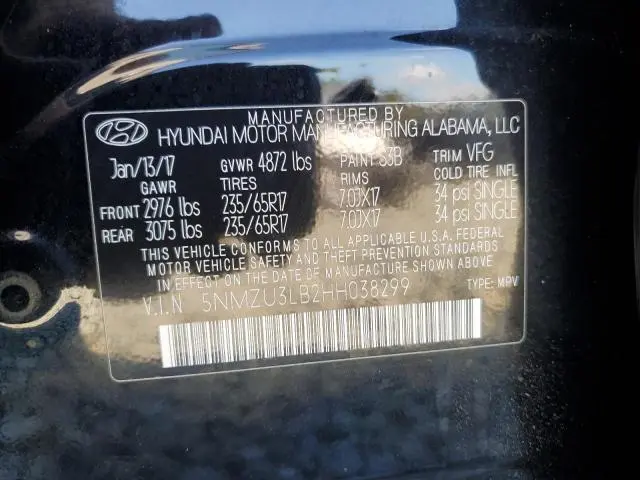 MANUFACTURED BY
HYUNDAI MOTOR MANUFACTURING ALABAMA, LLC
Jan/13/17 GVWR 4872 lbs PAINT S3B TRIM VFG
GAWR TIRES RIMS COLD TIRE INFL
FRONT 2976 lbs 235/65R17 7.0JX17 34 psi SINGLE
REAR 3075 lbs 235/65R17 7.0JX17 34 psi SINGLE
THIS VEHICLE CONFORMS TO ALL APPLICABLE U.S.A. FEDERAL
MOTOR VEHICLE SAFETY AND THEFT PREVENTION STANDARDS
IN EFFECT ON THE DATE OF MANUFACTURE SHOWN ABOVE.
V.I.N 5NMZU3LB2HH038299 TYPE: MPV